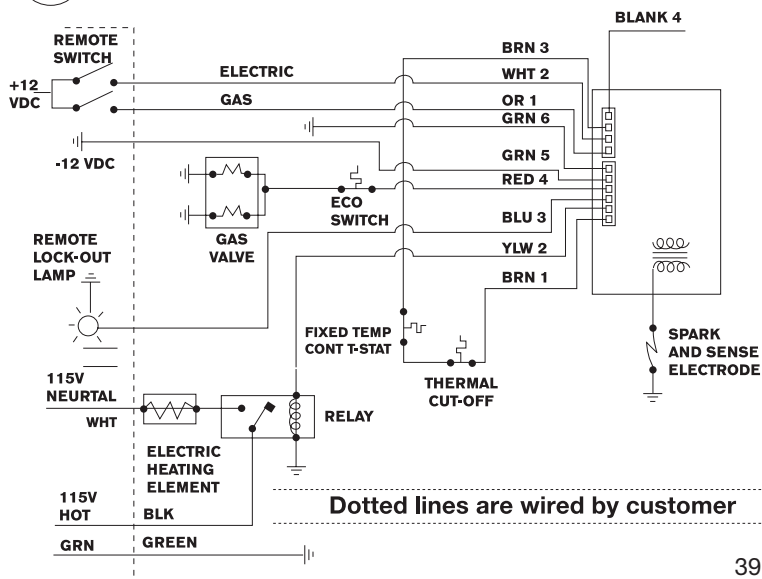 BLANK 4
REMOTE
SWITCH
+12
VDC
ELECTRIC
GAS
-12 VDC
BRN 3
WHT 2
OR 1
GRN 6
GRN 5
RED 4
BLU 3
YLW 2
BRN 1
ECO
SWITCH
GAS
VALVE
REMOTE
LOCK-OUT
LAMP
FIXED TEMP
CONT T-STAT
THERMAL
CUT-OFF
SPARK
AND SENSE
ELECTRODE
115V
NEURTAL
WHT
RELAY
ELECTRIC
HEATING
ELEMENT
115V
HOT
BLK
GRN
GREEN
Dotted lines are wired by customer
39